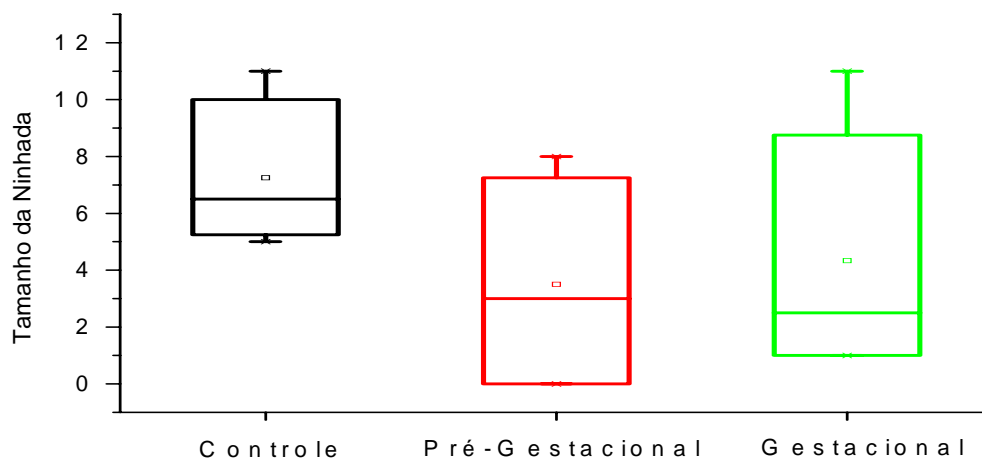 12
10
8
6
4
2
0
Tamanho da Ninhada
Controle
Pré-Gestacional
Gestacional